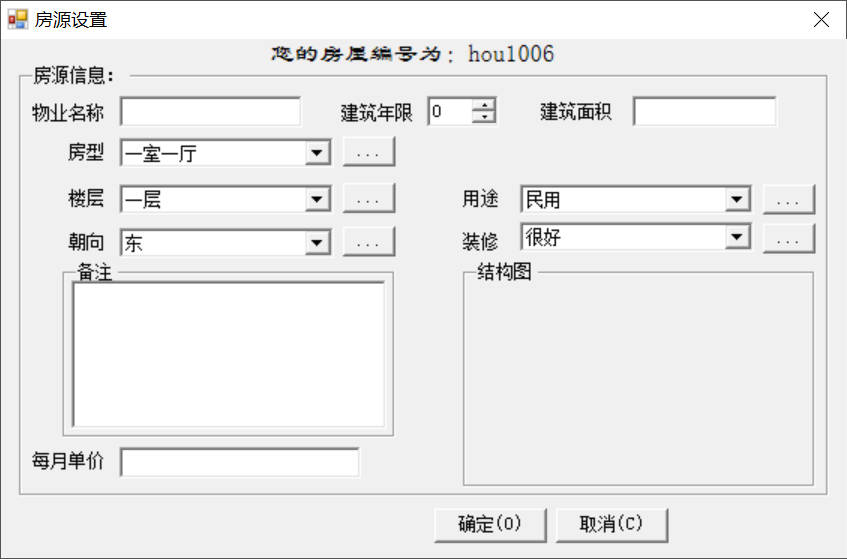 房源设置
您的房屋编号为：hou1006
房源信息：
物业名称 建筑年限 0 建筑面积
房型 一室一厅 ...
楼层 一层 ... 用途 民用 ...
朝向 东 ... 装修 很好 ...
备注 结构图
每月单价
确定(O) 取消(C)